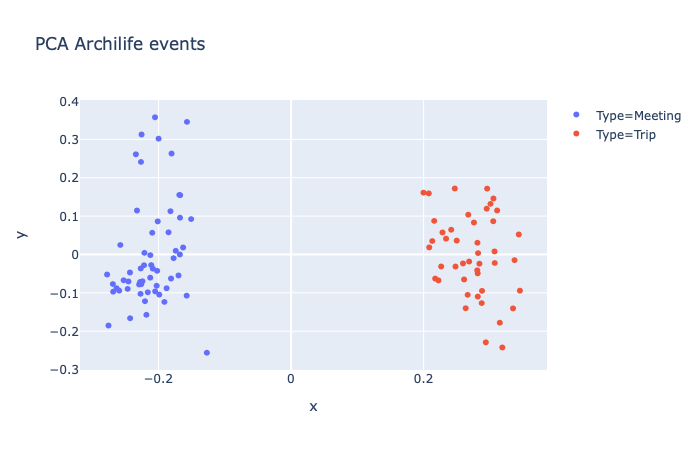 PCA Archilife events
Type=Meeting
Type=Trip
0.4
0.3
0.2
0.1
0
−0.1
−0.2
−0.3
y
−0.2
0
0.2
x